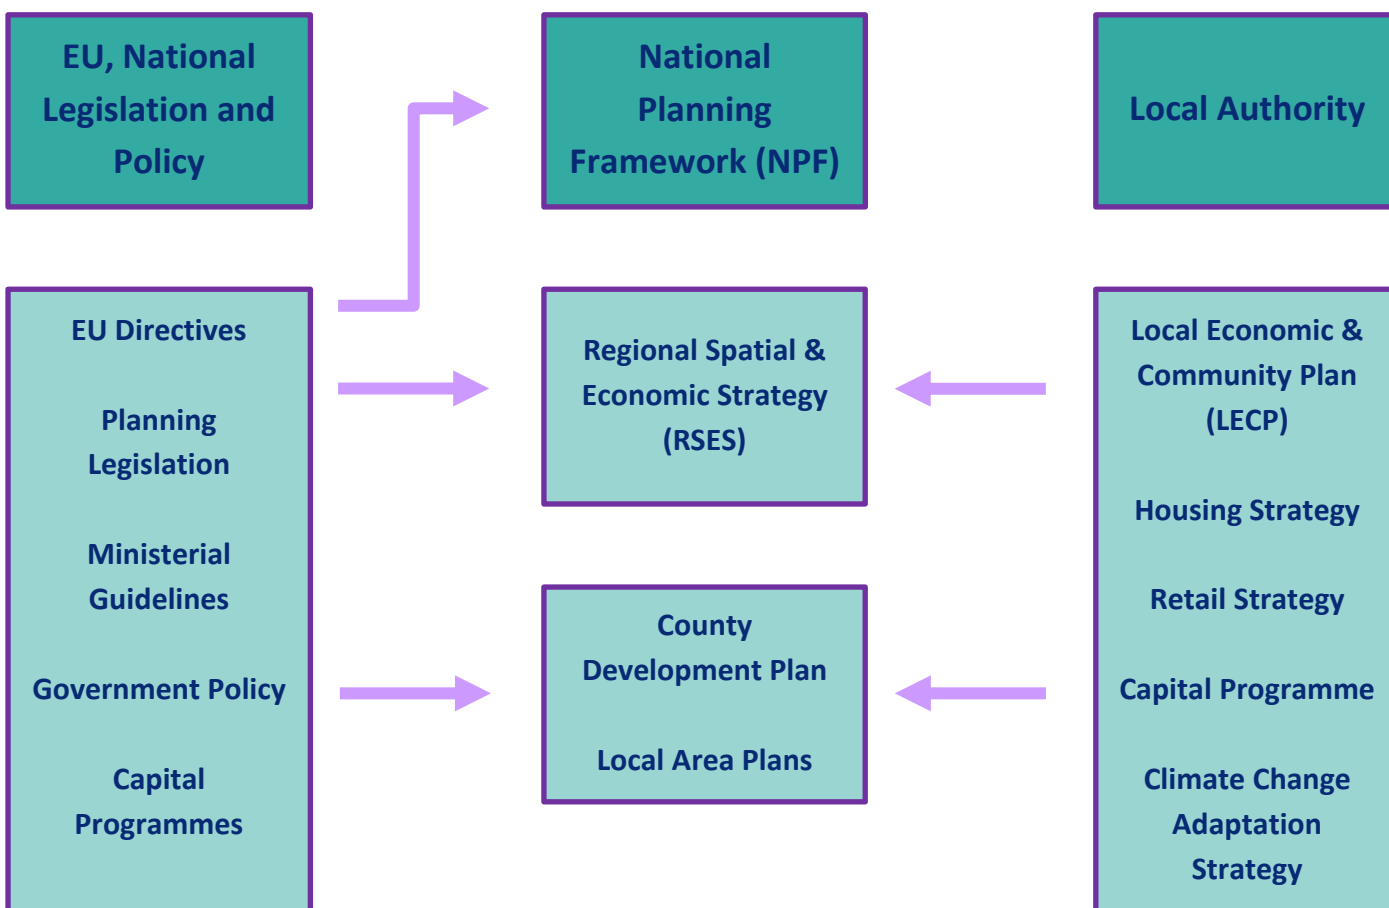 EU, National
Legislation and
Policy
National
Planning
Framework (NPF)
Local Authority
EU Directives
Planning
Legislation
Ministerial
Guidelines
Government Policy
Capital
Programmes
Regional Spatial &
Economic Strategy
(RSES)
County
Development Plan
Local Area Plans
Local Economic &
Community Plan
(LECP)
Housing Strategy
Retail Strategy
Capital Programme
Climate Change
Adaptation
Strategy